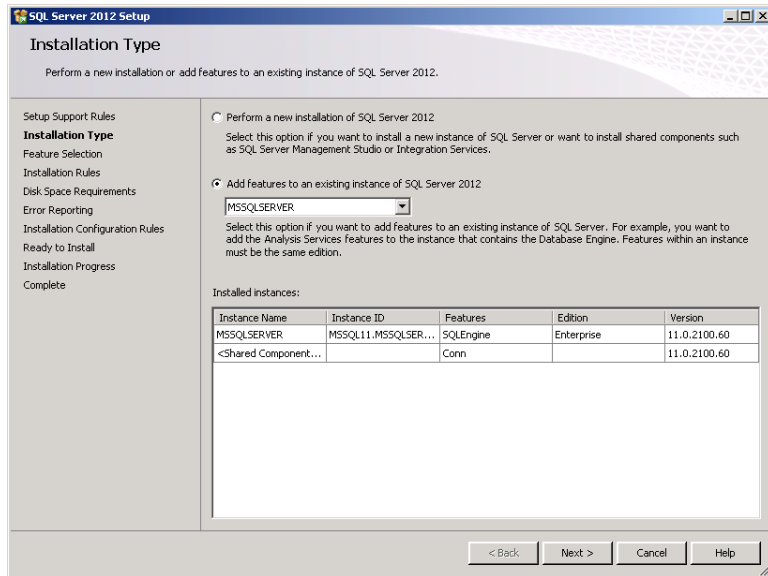 SQL Server 2012 Setup
Installation Type
Perform a new installation or add features to an existing instance of SQL Server 2012.
Setup Support Rules
Installation Type
Feature Selection
Installation Rules
Disk Space Requirements
Error Reporting
Installation Configuration Rules
Ready to Install
Installation Progress
Complete
Perform a new installation of SQL Server 2012
Select this option if you want to install a new instance of SQL Server or want to install shared components such
as SQL Server Management Studio or Integration Services.
Add features to an existing instance of SQL Server 2012
MSSQLSERVER
Select this option if you want to add features to an existing instance of SQL Server. For example, you want to
add the Analysis Services features to the instance that contains the Database Engine. Features within an instance
must be the same edition.
Installed instances:
Instance Name Instance ID Features Edition Version
MSSQLSERVER MSSQL11.MSSQLSER... SQLEngine Enterprise 11.0.2100.60
<Shared Component... Conn 11.0.2100.60
< Back Next > Cancel Help